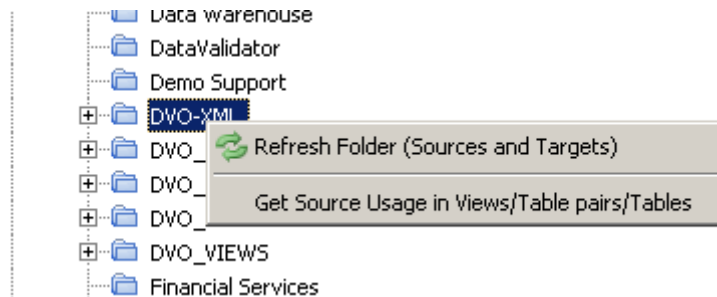 Data Warehouse
DataValidator
Demo Support
DVO-XML
Refresh Folder (Sources and Targets)
DVO_
DVO_
Get Source Usage in Views/Table pairs/Tables
DVO_
DVO_VIEWS
Financial Services